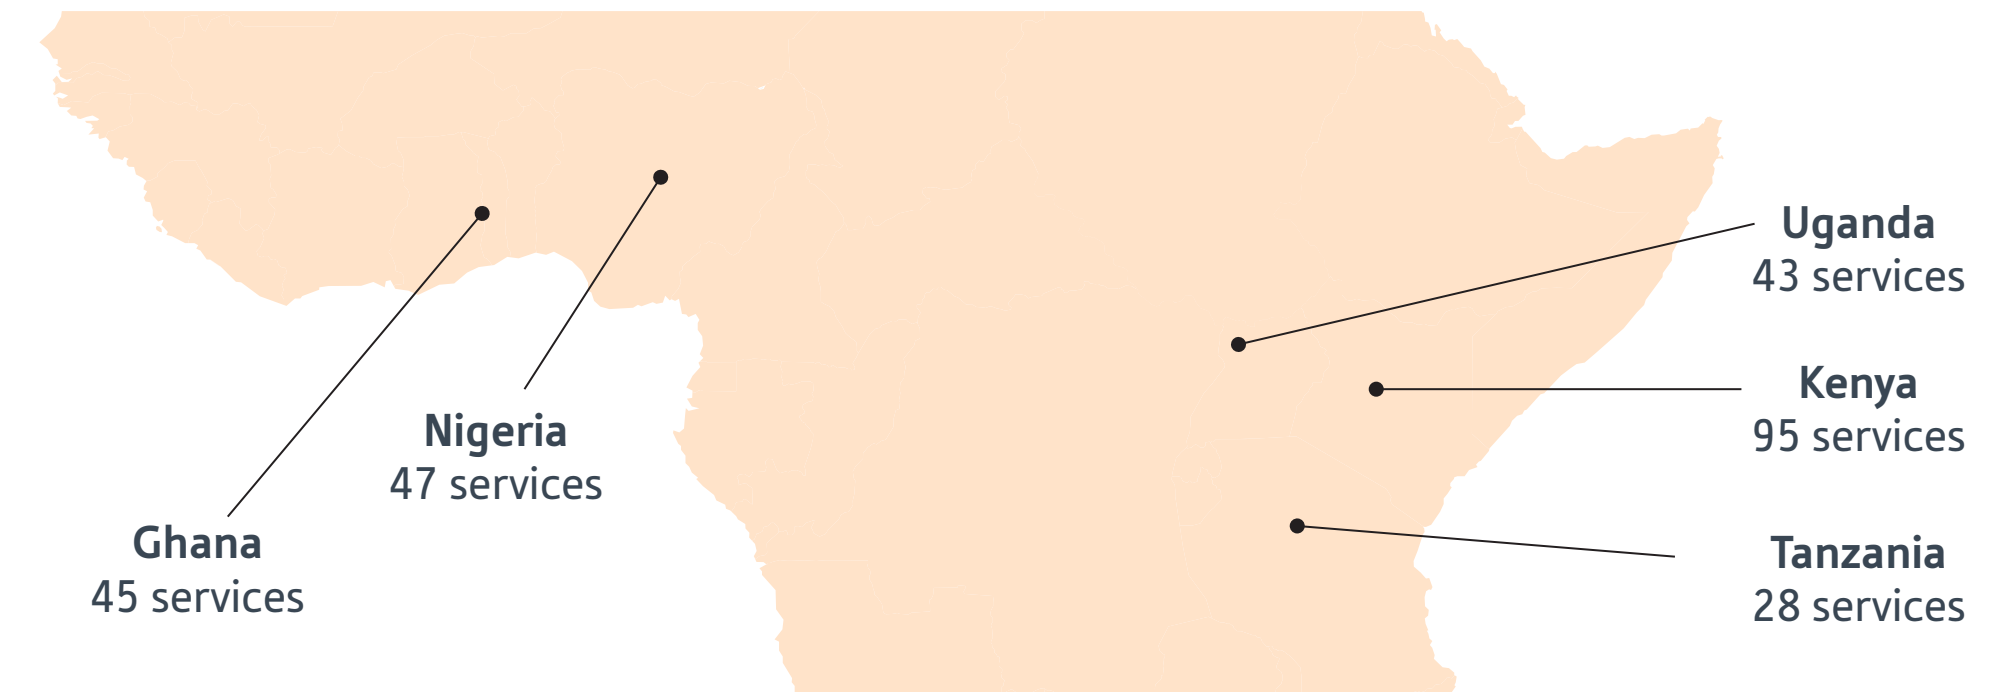 Uganda
43 services
Kenya
95 services
Nigeria
47 services
Ghana
45 services
Tanzania
28 services